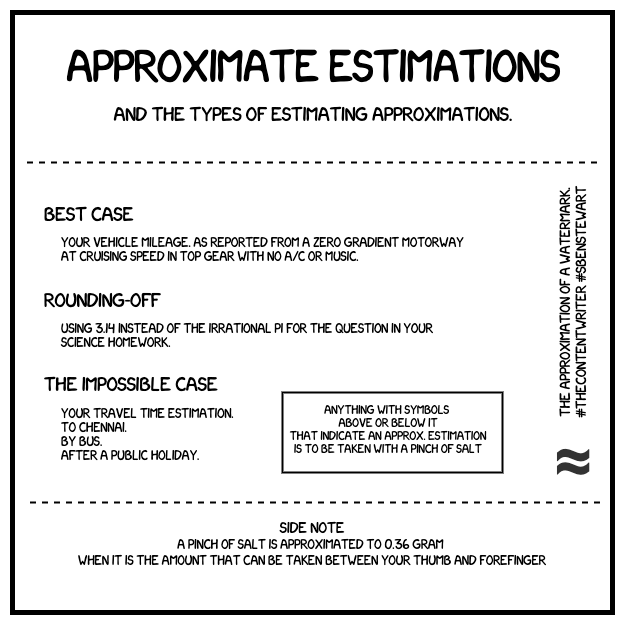 APPROXIMATE ESTIMATIONS
AND THE TYPES OF ESTIMATING APPROXIMATIONS.
BEST CASE
YOUR VEHICLE MILEAGE. AS REPORTED FROM A ZERO GRADIENT MOTORWAY
AT CRUISING SPEED IN TOP GEAR WITH NO A/C OR MUSIC.
ROUNDING-OFF
USING 3.14 INSTEAD OF THE IRRATIONAL PI FOR THE QUESTION IN YOUR
SCIENCE HOMEWORK.
THE IMPOSSIBLE CASE
YOUR TRAVEL TIME ESTIMATION.
TO CHENNAI.
BY BUS.
AFTER A PUBLIC HOLIDAY.
ANYTHING WITH SYMBOLS
ABOVE OR BELOW IT
THAT INDICATE AN APPROX. ESTIMATION
IS TO BE TAKEN WITH A PINCH OF SALT
THE APPROXIMATION OF A WATERMARK.
#THECONTENTWRITER #SBENSTEWART
≈
SIDE NOTE
A PINCH OF SALT IS APPROXIMATED TO 0.36 GRAM
WHEN IT IS THE AMOUNT THAT CAN BE TAKEN BETWEEN YOUR THUMB AND FOREFINGER